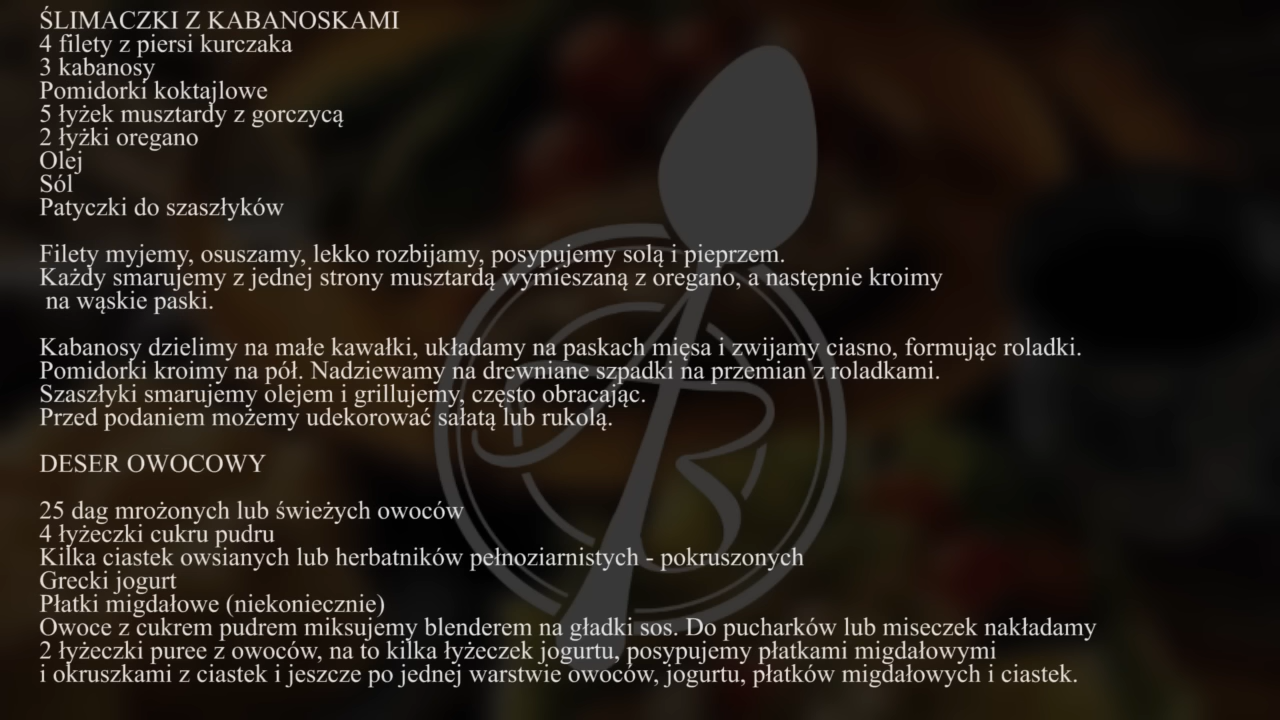 ŚLIMACZKI Z KABANOSKAMI
4 filety z piersi kurczaka
3 kabanosy
Pomidorki koktajlowe
5 łyżek musztardy z gorczycą
2 łyżki oregano
Olej
Sól
Patyczki do szaszłyków
Filety myjemy, osuszamy, lekko rozbijamy, posypujemy solą i pieprzem.
Każdy smarujemy z jednej strony musztardą wymieszaną z oregano, a następnie kroimy
na wąskie paski.
Kabanosy dzielimy na małe kawałki, układamy na paskach mięsa i zwijamy ciasno, formując roladki.
Pomidorki kroimy na pół. Nadziewamy na drewniane szpadki na przemian z roladkami.
Szaszłyki smarujemy olejem i grillujemy, często obracając.
Przed podaniem możemy udekorować sałatą lub rukolą.
DESER OWOCOWY
25 dag mrożonych lub świeżych owoców
4 łyżeczki cukru pudru
Kilka ciastek owsianych lub herbatników pełnoziarnistych - pokruszonych
Grecki jogurt
Płatki migdałowe (niekoniecznie)
Owoce z cukrem pudrem miksujemy blenderem na gładki sos. Do pucharków lub miseczek nakładamy
2 łyżeczki puree z owoców, na to kilka łyżeczek jogurtu, posypujemy płatkami migdałowymi
i okruszkami z ciastek i jeszcze po jednej warstwie owoców, jogurtu, płatków migdałowych i ciastek.